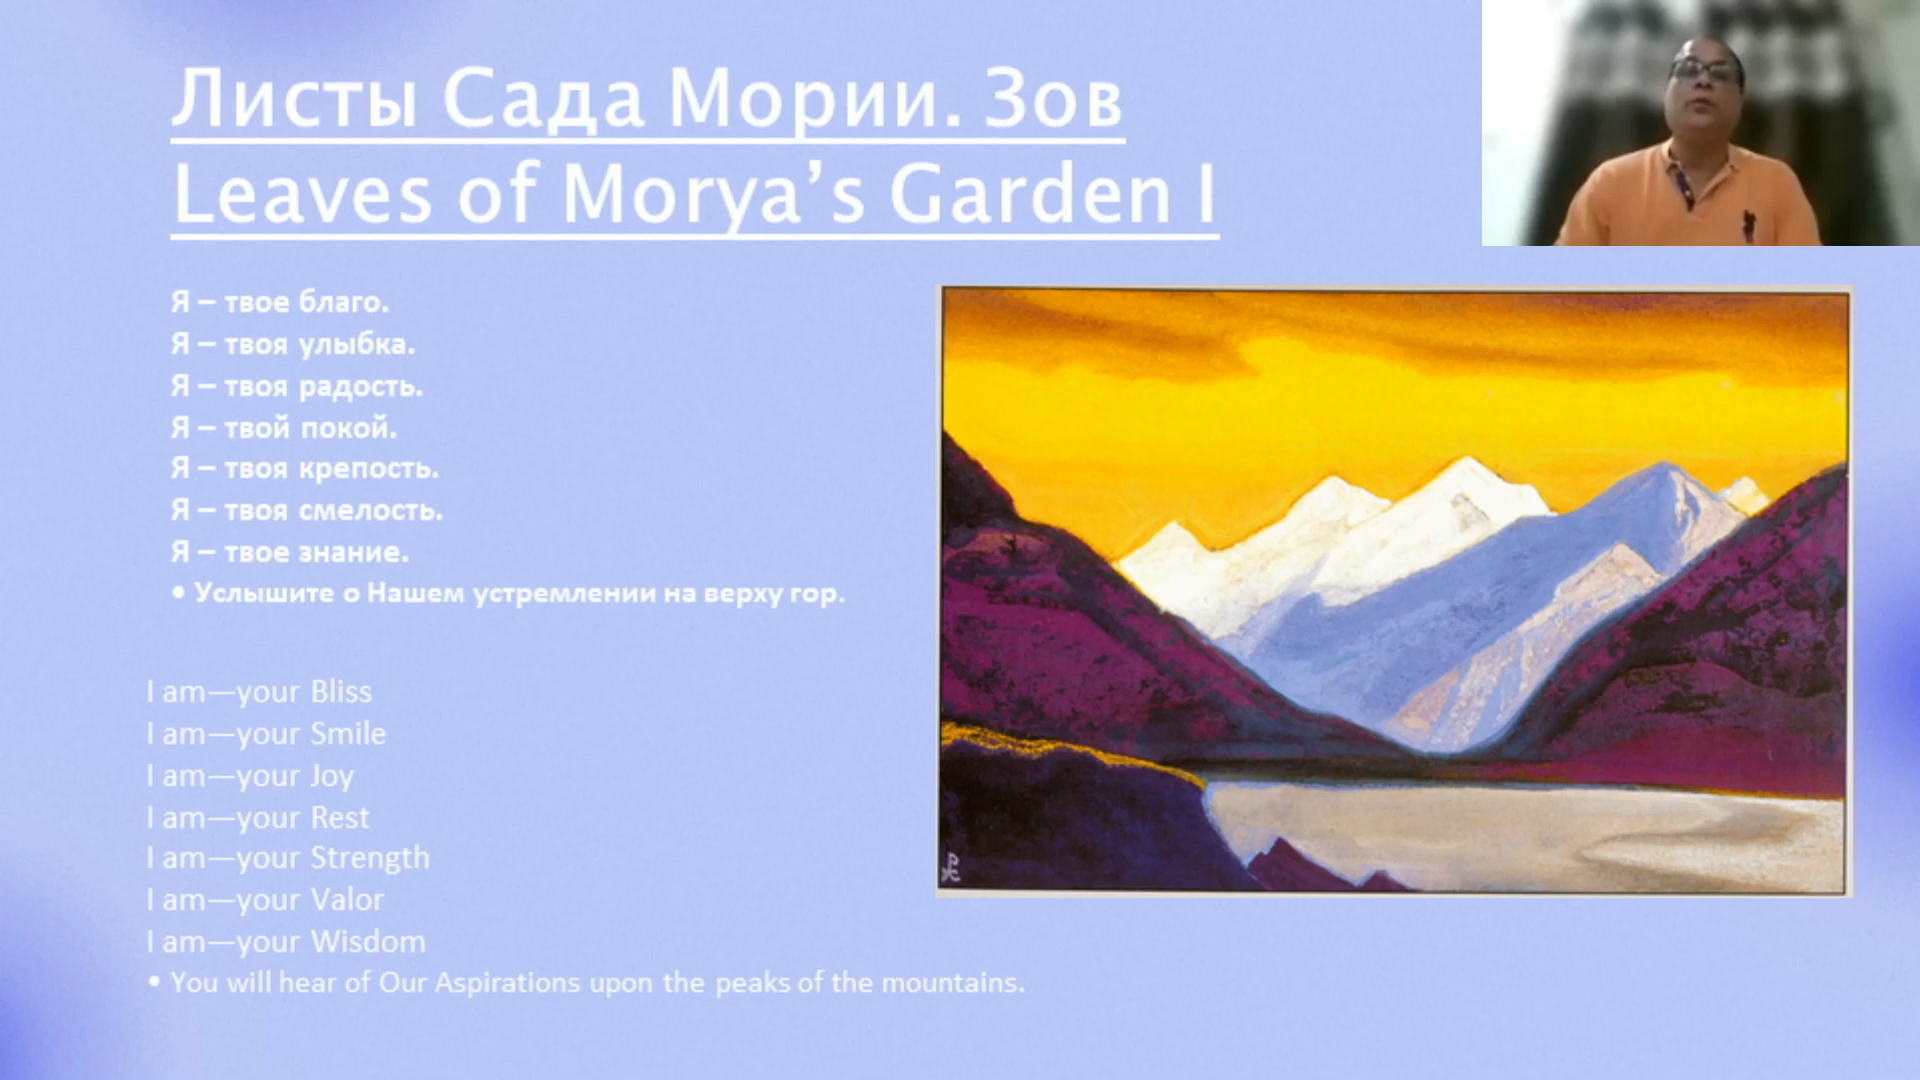 Листы Сада Мории. Зов
Leaves of Morya’s Garden I
Я – твое благо.
Я – твоя улыбка.
Я – твоя радость.
Я – твой покой.
Я – твоя крепость.
Я – твоя смелость.
Я – твое знание.
• Услышите о Нашем устремлении на верху гор.
I am—your Bliss
I am—your Smile
I am—your Joy
I am—your Rest
I am—your Strength
I am—your Valor
I am—your Wisdom
• You will hear of Our Aspirations upon the peaks of the mountains.